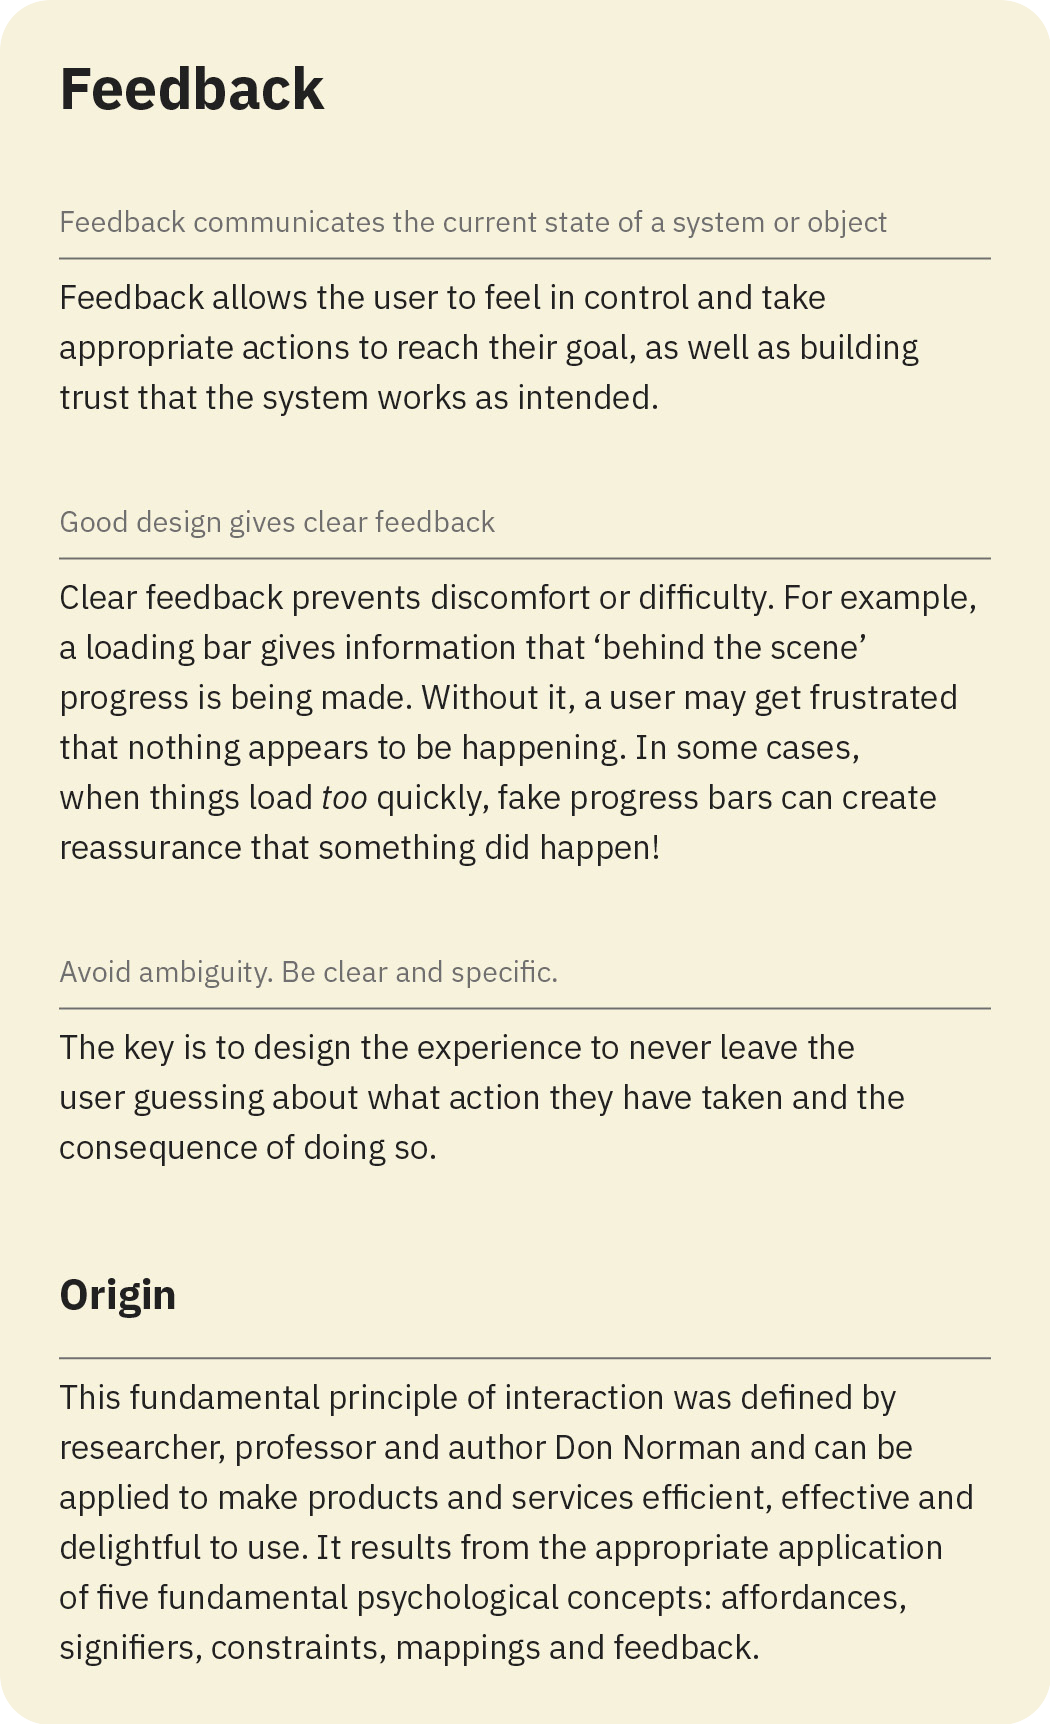 Feedback
Feedback communicates the current state of a system or object
Feedback allows the user to feel in control and take
appropriate actions to reach their goal, as well as building
trust that the system works as intended.
Good design gives clear feedback
Clear feedback prevents discomfort or difficulty. For example,
a loading bar gives information that ‘behind the scene’
progress is being made. Without it, a user may get frustrated
that nothing appears to be happening. In some cases,
when things load too quickly, fake progress bars can create
reassurance that something did happen!
Avoid ambiguity. Be clear and specific.
The key is to design the experience to never leave the
user guessing about what action they have taken and the
consequence of doing so.
Origin
This fundamental principle of interaction was defined by
researcher, professor and author Don Norman and can be
applied to make products and services efficient, effective and
delightful to use. It results from the appropriate application
of five fundamental psychological concepts: affordances,
signifiers, constraints, mappings and feedback.